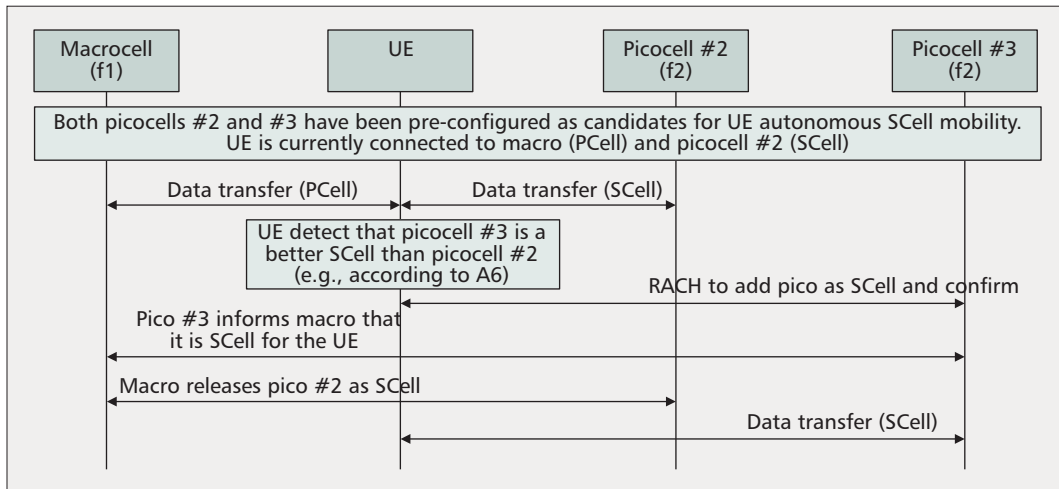 Macrocell
(f1)
UE
Picocell #2
(f2)
Picocell #3
(f2)
Both picocells #2 and #3 have been pre-configured as candidates for UE autonomous SCell mobility.
UE is currently connected to macro (PCell) and picocell #2 (SCell)
Data transfer (PCell)
Data transfer (SCell)
UE detect that picocell #3 is a
better SCell than picocell #2
(e.g., according to A6)
RACH to add pico as SCell and confirm
Pico #3 informs macro that
it is SCell for the UE
Macro releases pico #2 as SCell
Data transfer (SCell)